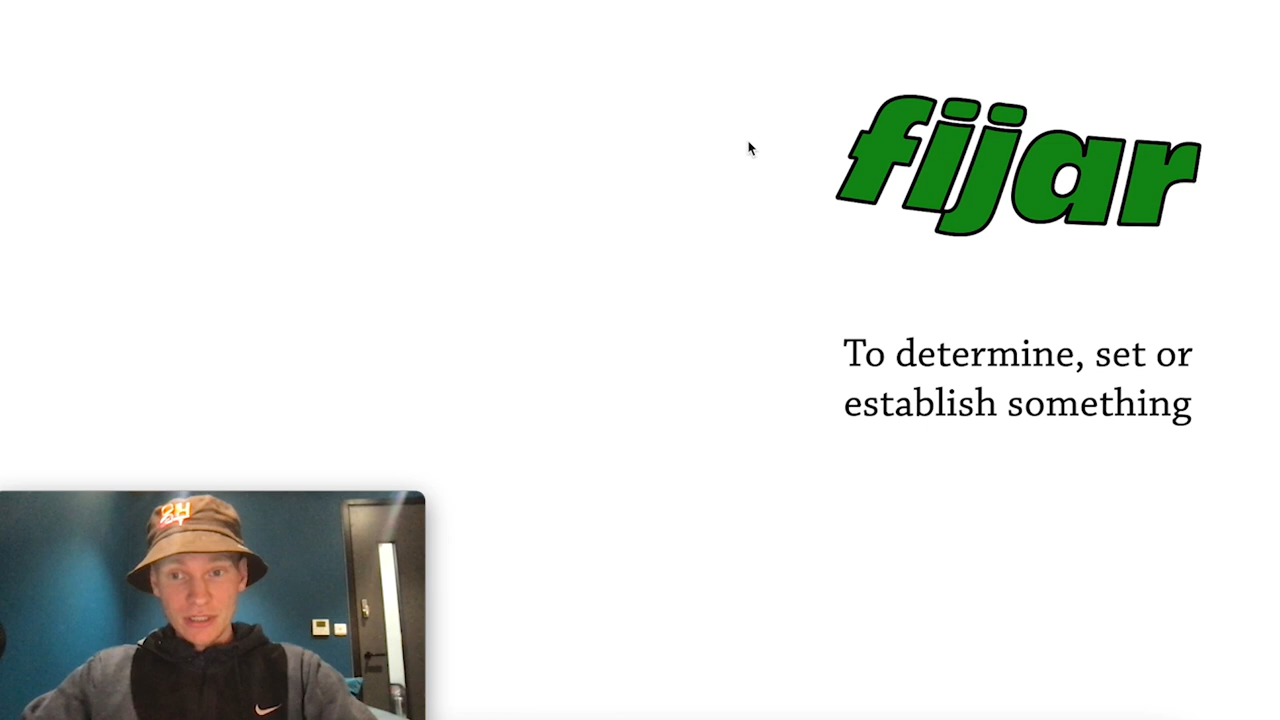 fijar
To determine, set or
establish something